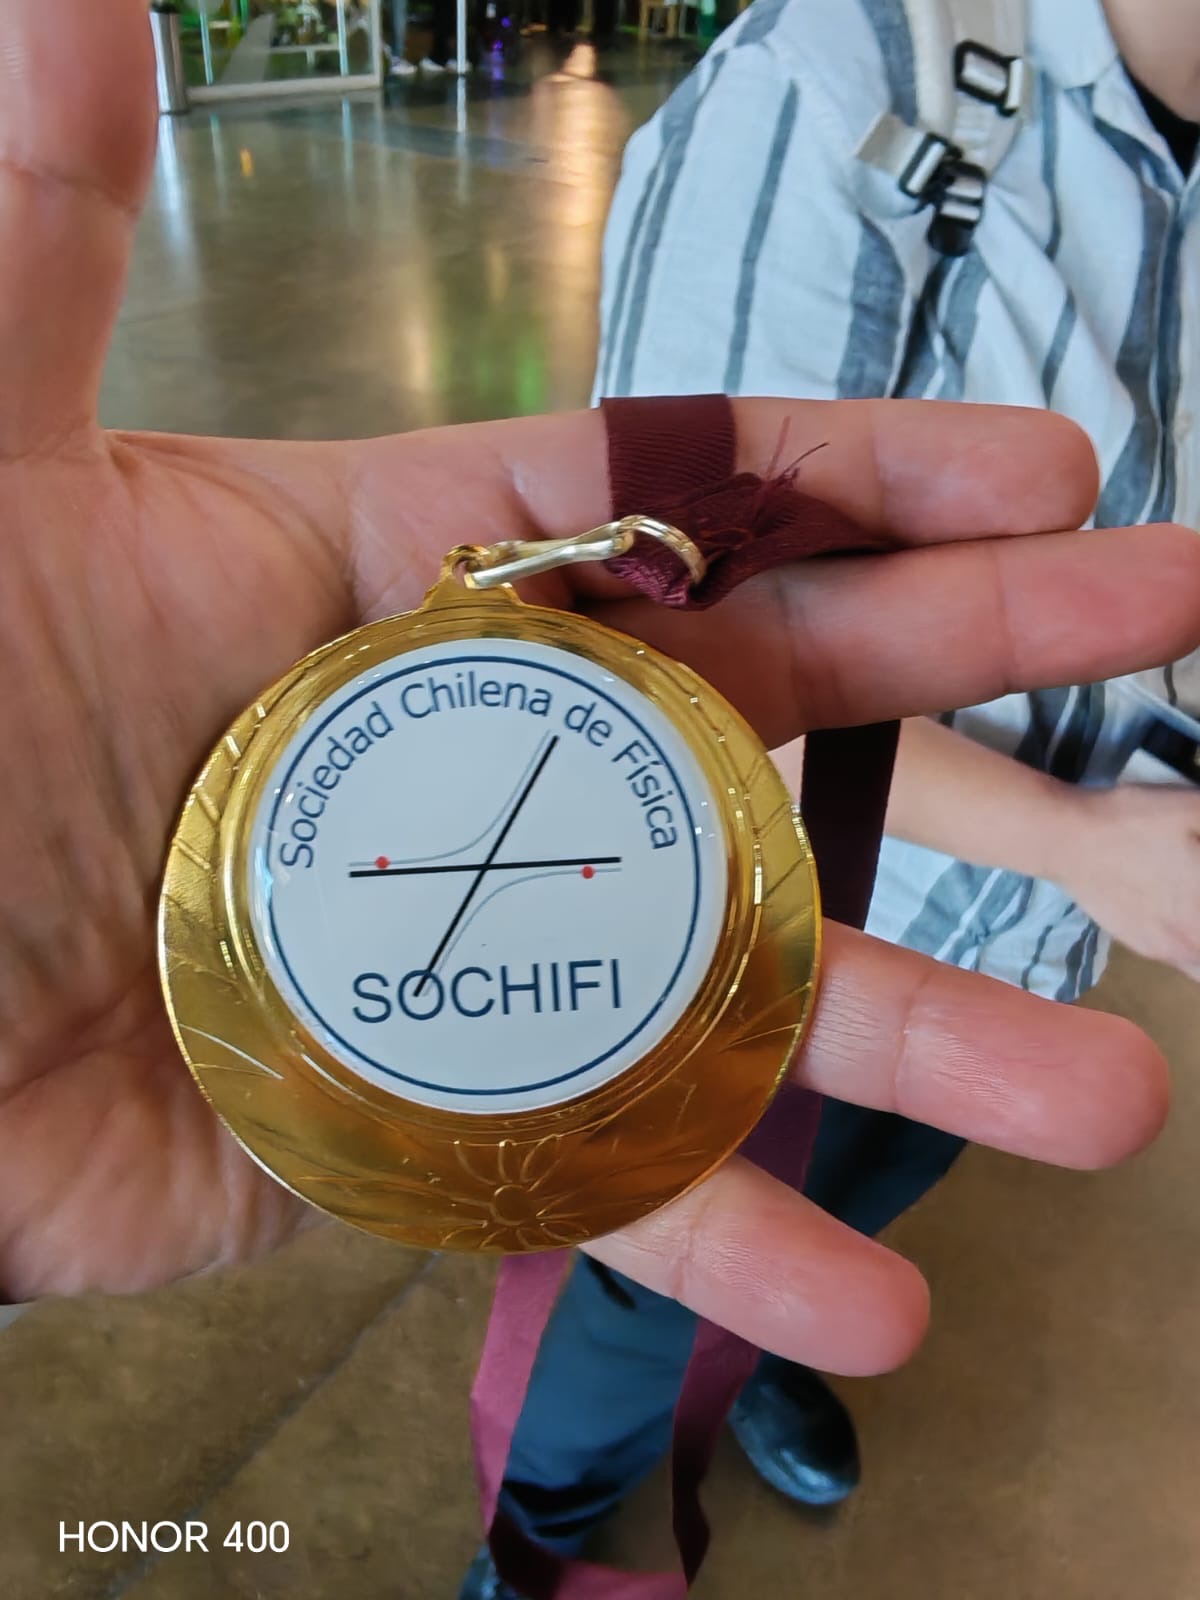 Sociedad Chilena de Física
SOCHIFI
HONOR 400